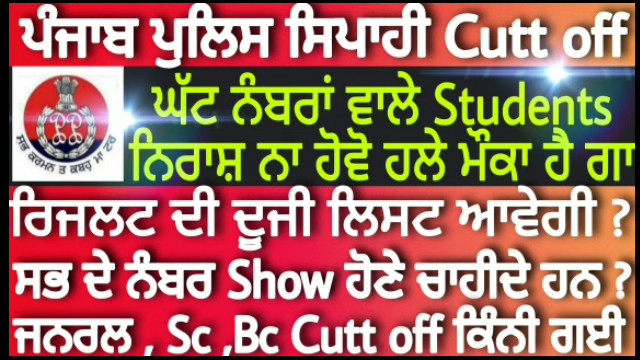 ਪੰਜਾਬ ਪੁਲਿਸ ਸਿਪਾਹੀ Cutt off
ਘੱਟ ਨੰਬਰਾਂ ਵਾਲੇ Students
ਨਿਰਾਸ਼ ਨਾ ਹੋਵੋ ਹਲੇ ਮੌਕਾ ਹੈ ਗਾ
ਰਿਜਲਟ ਦੀ ਦੂਜੀ ਲਿਸਟ ਆਵੇਗੀ ?
ਸਭ ਦੇ ਨੰਬਰ Show ਹੋਣੇ ਚਾਹੀਦੇ ਹਨ ?
ਜਨਰਲ , Sc ,Bc Cutt off ਕਿੰਨੀ ਗਈ